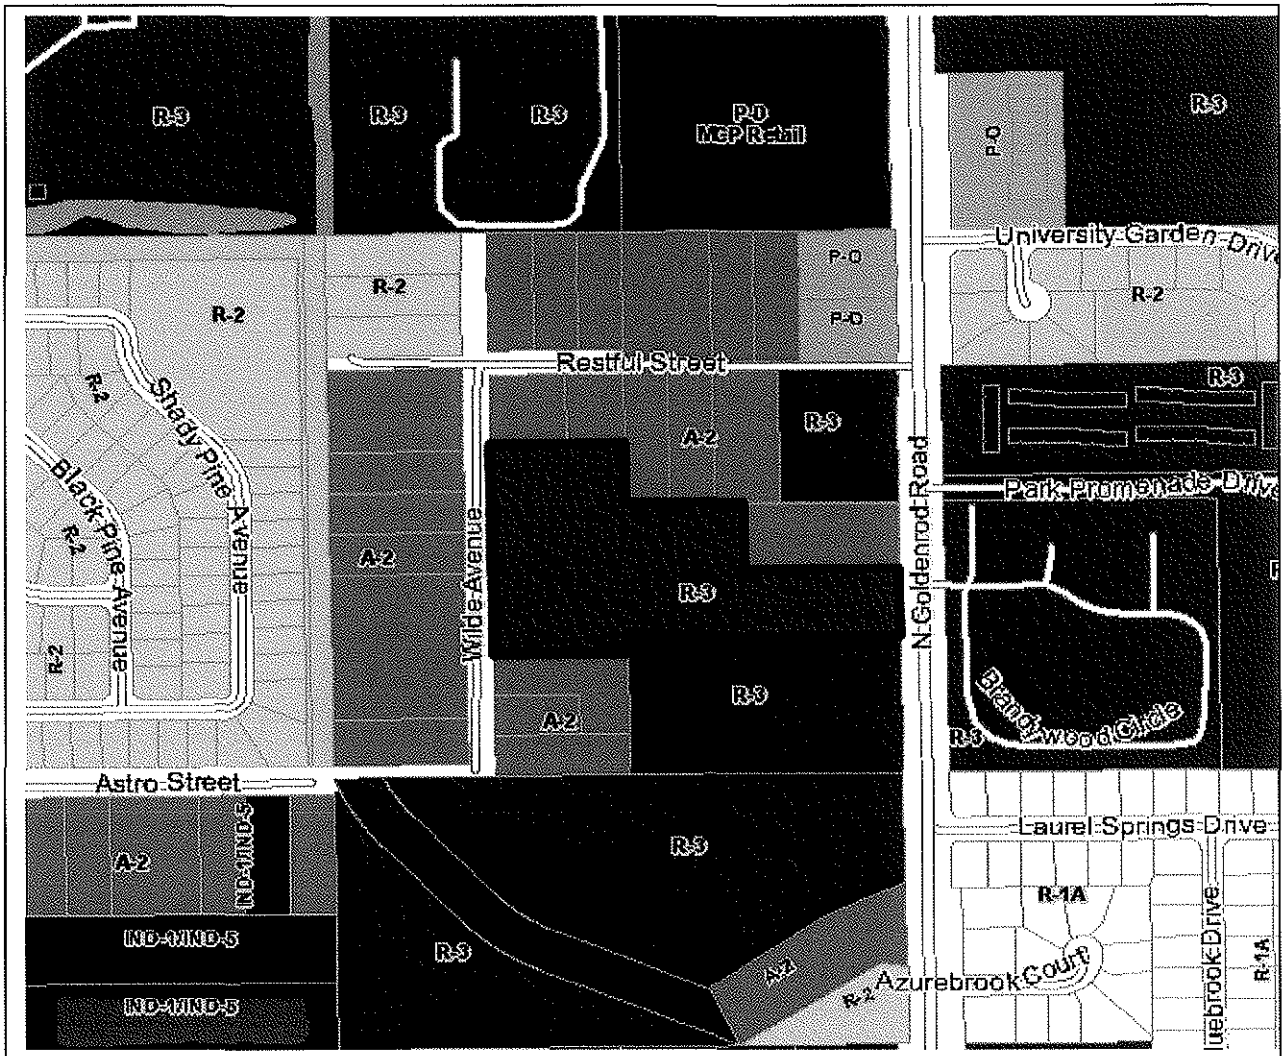 R-3
R-3
R-3
P-D
MCP Retail
P-O
R-3
University Garden Drive
P-O
R-2
R-2
R-2
P-O
Restful Street
R-3
R-2
Shady Pine Avenue
R-3
A-2
N Goldenrod Road
Black Pine Avenue
Park Promenade Drive
R-2
A-2
Wilde Avenue
R-3
R-2
R-3
Brandywood Circle
A-2
R-3
Astro Street
IND-1/IND-5
R-3
Laurel Springs Drive
A-2
R-1A
IND-1/IND-5
R-3
A-2
R-2
Azurebrook Court
uebrook Drive
R-1A
IND-1/IND-5